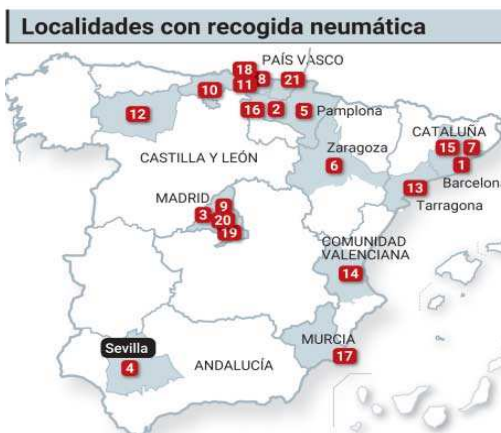 Localidades con recogida neumática
PAÍS VASCO
18
8
21
11
10
12
16
2
5
Pamplona
CATALUÑA
15
7
Zaragoza
6
1
CASTILLA Y LEÓN
Barcelona
13
Tarragona
MADRID
9
3
20
19
COMUNIDAD
VALENCIANA
14
MURCIA
17
Sevilla
4
ANDALUCÍA